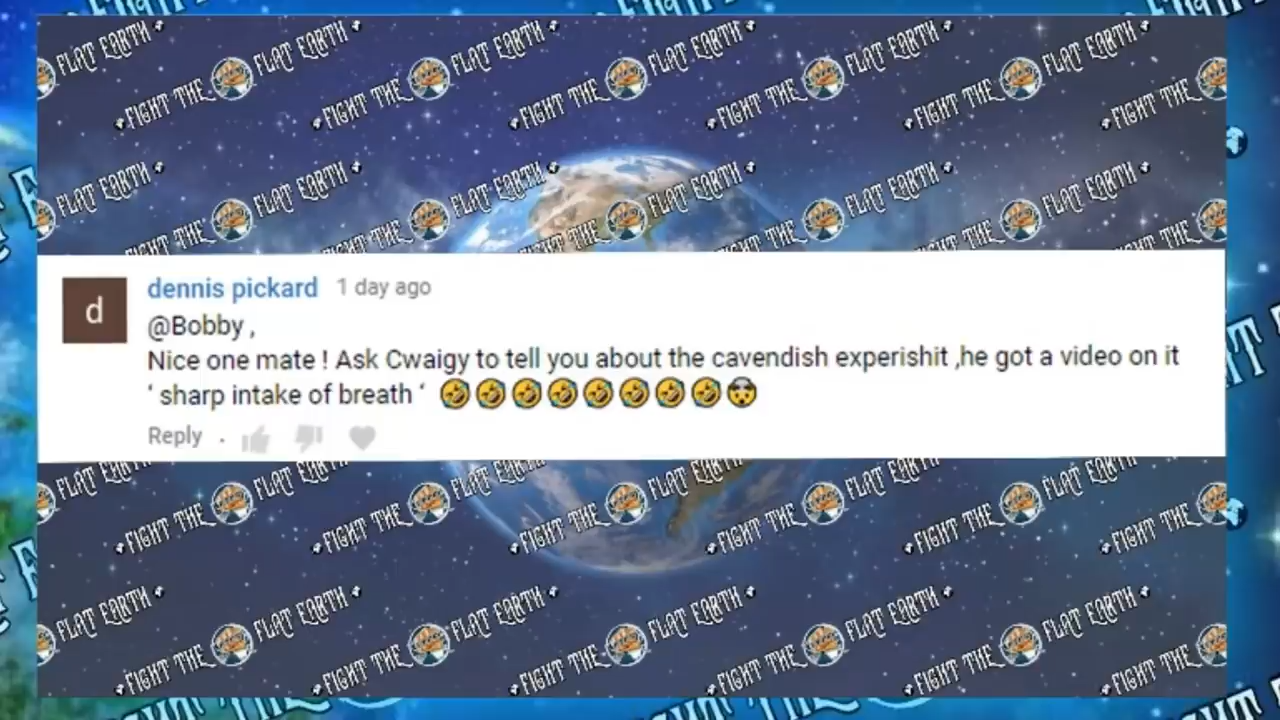 FIGHT THE FLAT EARTH
d
dennis pickard 1 day ago
@Bobby ,
Nice one mate ! Ask Cwaigy to tell you about the cavendish experishit ,he got a video on it
‘ sharp intake of breath ‘ 🤣🤣🤣🤣🤣🤣🤣🤣🤯
Reply .